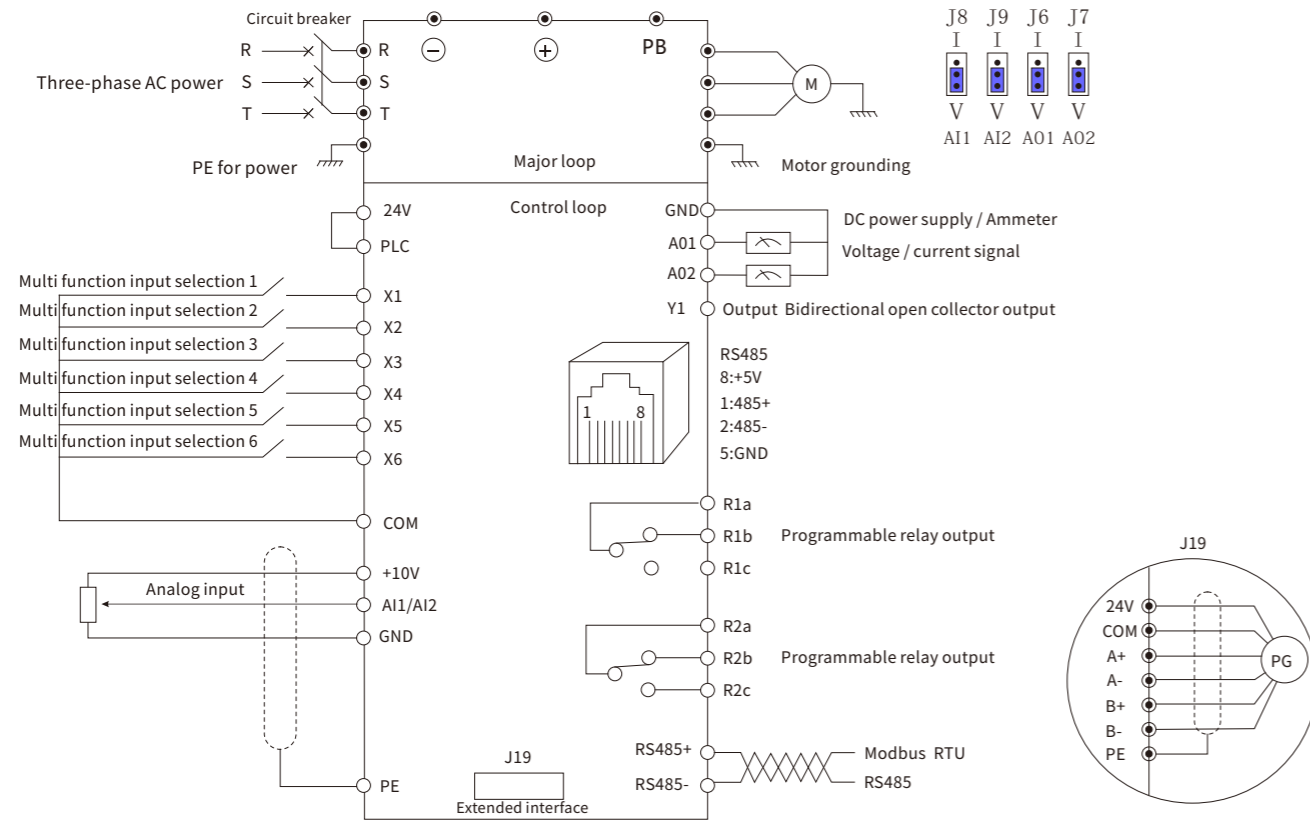 Circuit breaker
Three-phase AC power
R
S
T
R
S
T
−
+
PB
M
PE for power
Major loop
Motor grounding
J8 J9 J6 J7
I I I I
V V V V
AI1 AI2 A01 A02
Control loop
24V
PLC
Multi function input selection 1
Multi function input selection 2
Multi function input selection 3
Multi function input selection 4
Multi function input selection 5
Multi function input selection 6
X1
X2
X3
X4
X5
X6
COM
+10V
Analog input
AI1/AI2
GND
PE
GND
A01
A02
DC power supply / Ammeter
Voltage / current signal
Y1 Output Bidirectional open collector output
1 8
RS485
8:+5V
1:485+
2:485-
5:GND
R1a
R1b Programmable relay output
R1c
R2a
R2b Programmable relay output
R2c
RS485+ Modbus RTU
RS485- RS485
J19
Extended interface
J19
24V
COM
A+
A-
B+
B-
PE
PG